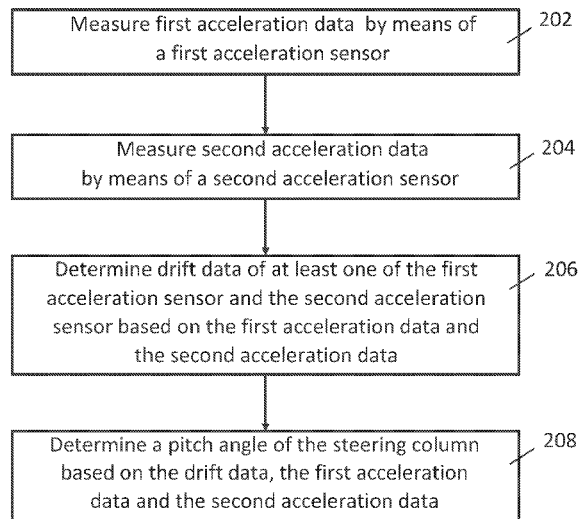 Measure first acceleration data by means of
a first acceleration sensor
202
Measure second acceleration data
by means of a second acceleration sensor
204
Determine drift data of at least one of the first
acceleration sensor and the second acceleration
sensor based on the first acceleration data and
the second acceleration data
206
Determine a pitch angle of the steering column
based on the drift data, the first acceleration
data and the second acceleration data
208